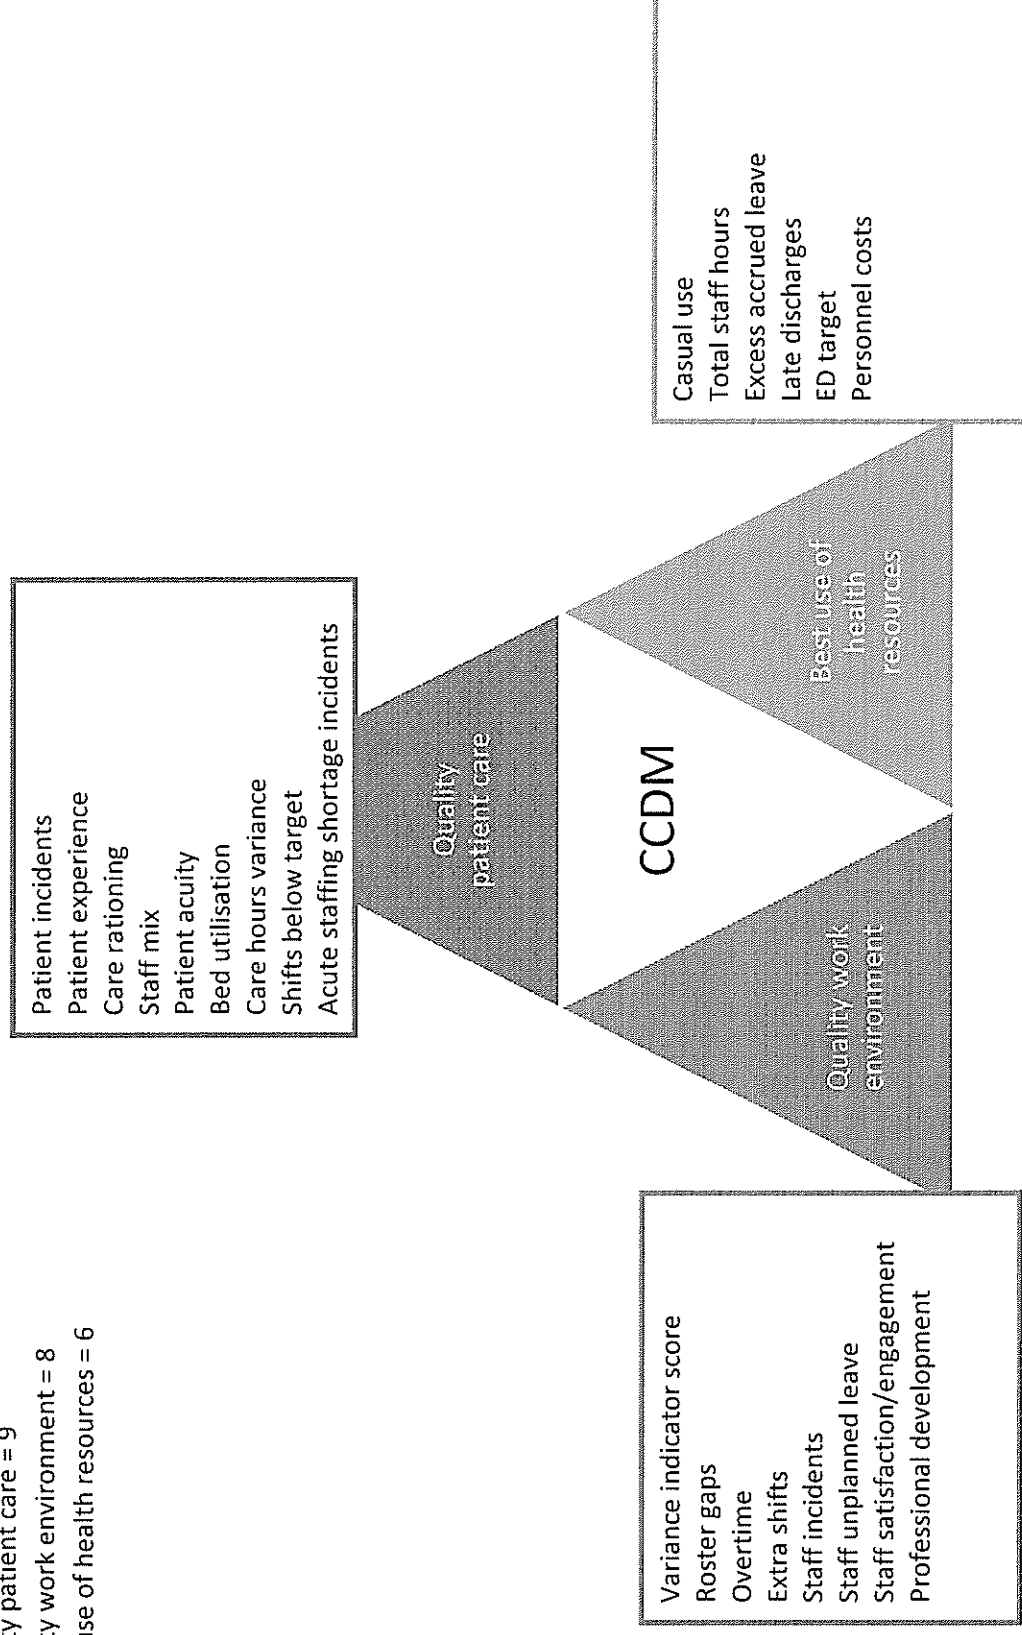 patient care = 9
work environment = 8
use of health resources = 6
Patient incidents
Patient experience
Care rationing
Staff mix
Patient acuity
Bed utilisation
Care hours variance
Shifts below target
Acute staffing shortage incidents
Quality
patient care
CCDM
Quality work
environment
Best use of
health
resources
Variance indicator score
Roster gaps
Overtime
Extra shifts
Staff incidents
Staff unplanned leave
Staff satisfaction/engagement
Professional development
Casual use
Total staff hours
Excess accrued leave
Late discharges
ED target
Personnel costs